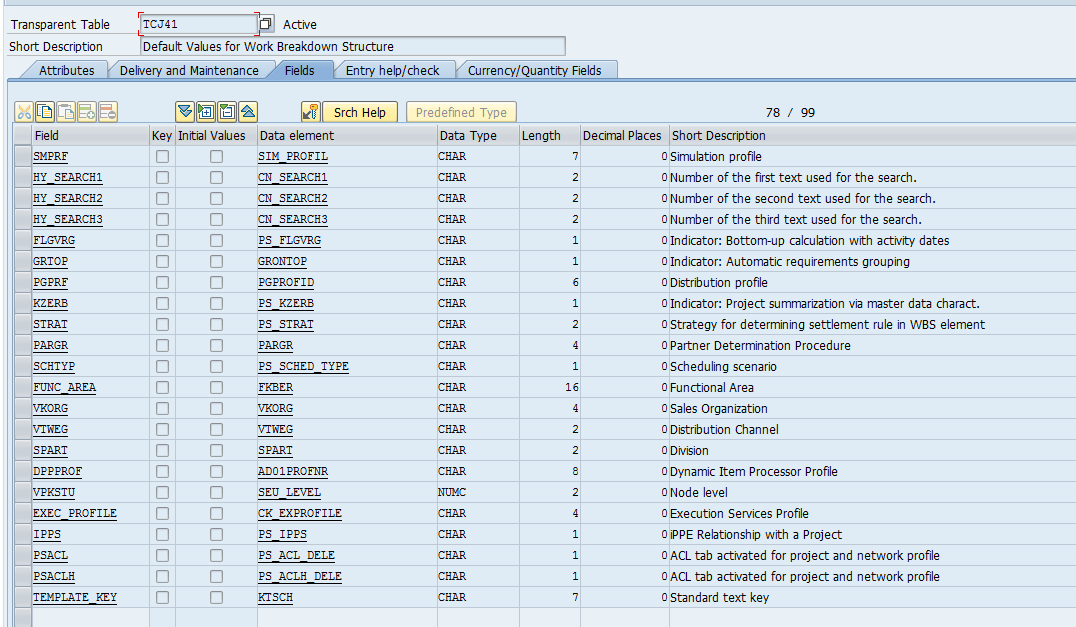 Transparent Table TCJ41 Active
Short Description Default Values for Work Breakdown Structure
Attributes Delivery and Maintenance Fields Entry help/check Currency/Quantity Fields
Srch Help Predefined Type 78 / 99
Field Key Initial Values Data element Data Type Length Decimal Places Short Description
SMPRF SIM_PROFIL CHAR 7 0 Simulation profile
HY_SEARCH1 CN_SEARCH1 CHAR 2 0 Number of the first text used for the search.
HY_SEARCH2 CN_SEARCH2 CHAR 2 0 Number of the second text used for the search.
HY_SEARCH3 CN_SEARCH3 CHAR 2 0 Number of the third text used for the search.
FLGVRG PS_FLGVRG CHAR 1 0 Indicator: Bottom-up calculation with activity dates
GRTOP GRONTOP CHAR 1 0 Indicator: Automatic requirements grouping
PGPRF PGPROFID CHAR 6 0 Distribution profile
KZERB PS_KZERB CHAR 1 0 Indicator: Project summarization via master data charact.
STRAT PS_STRAT CHAR 2 0 Strategy for determining settlement rule in WBS element
PARGR PARGR CHAR 4 0 Partner Determination Procedure
SCHTYP PS_SCHED_TYPE CHAR 1 0 Scheduling scenario
FUNC_AREA FKBER CHAR 16 0 Functional Area
VKORG VKORG CHAR 4 0 Sales Organization
VTWEG VTWEG CHAR 2 0 Distribution Channel
SPART SPART CHAR 2 0 Division
DPPPROF AD01PROFNR CHAR 8 0 Dynamic Item Processor Profile
VPKSTU SEU_LEVEL NUMC 2 0 Node level
EXEC_PROFILE CK_EXPROFILE CHAR 4 0 Execution Services Profile
IPPS PS_IPPS CHAR 1 0 iPPE Relationship with a Project
PSACL PS_ACL_DELE CHAR 1 0 ACL tab activated for project and network profile
PSACLH PS_ACLH_DELE CHAR 1 0 ACL tab activated for project and network profile
TEMPLATE_KEY KTSCH CHAR 7 0 Standard text key